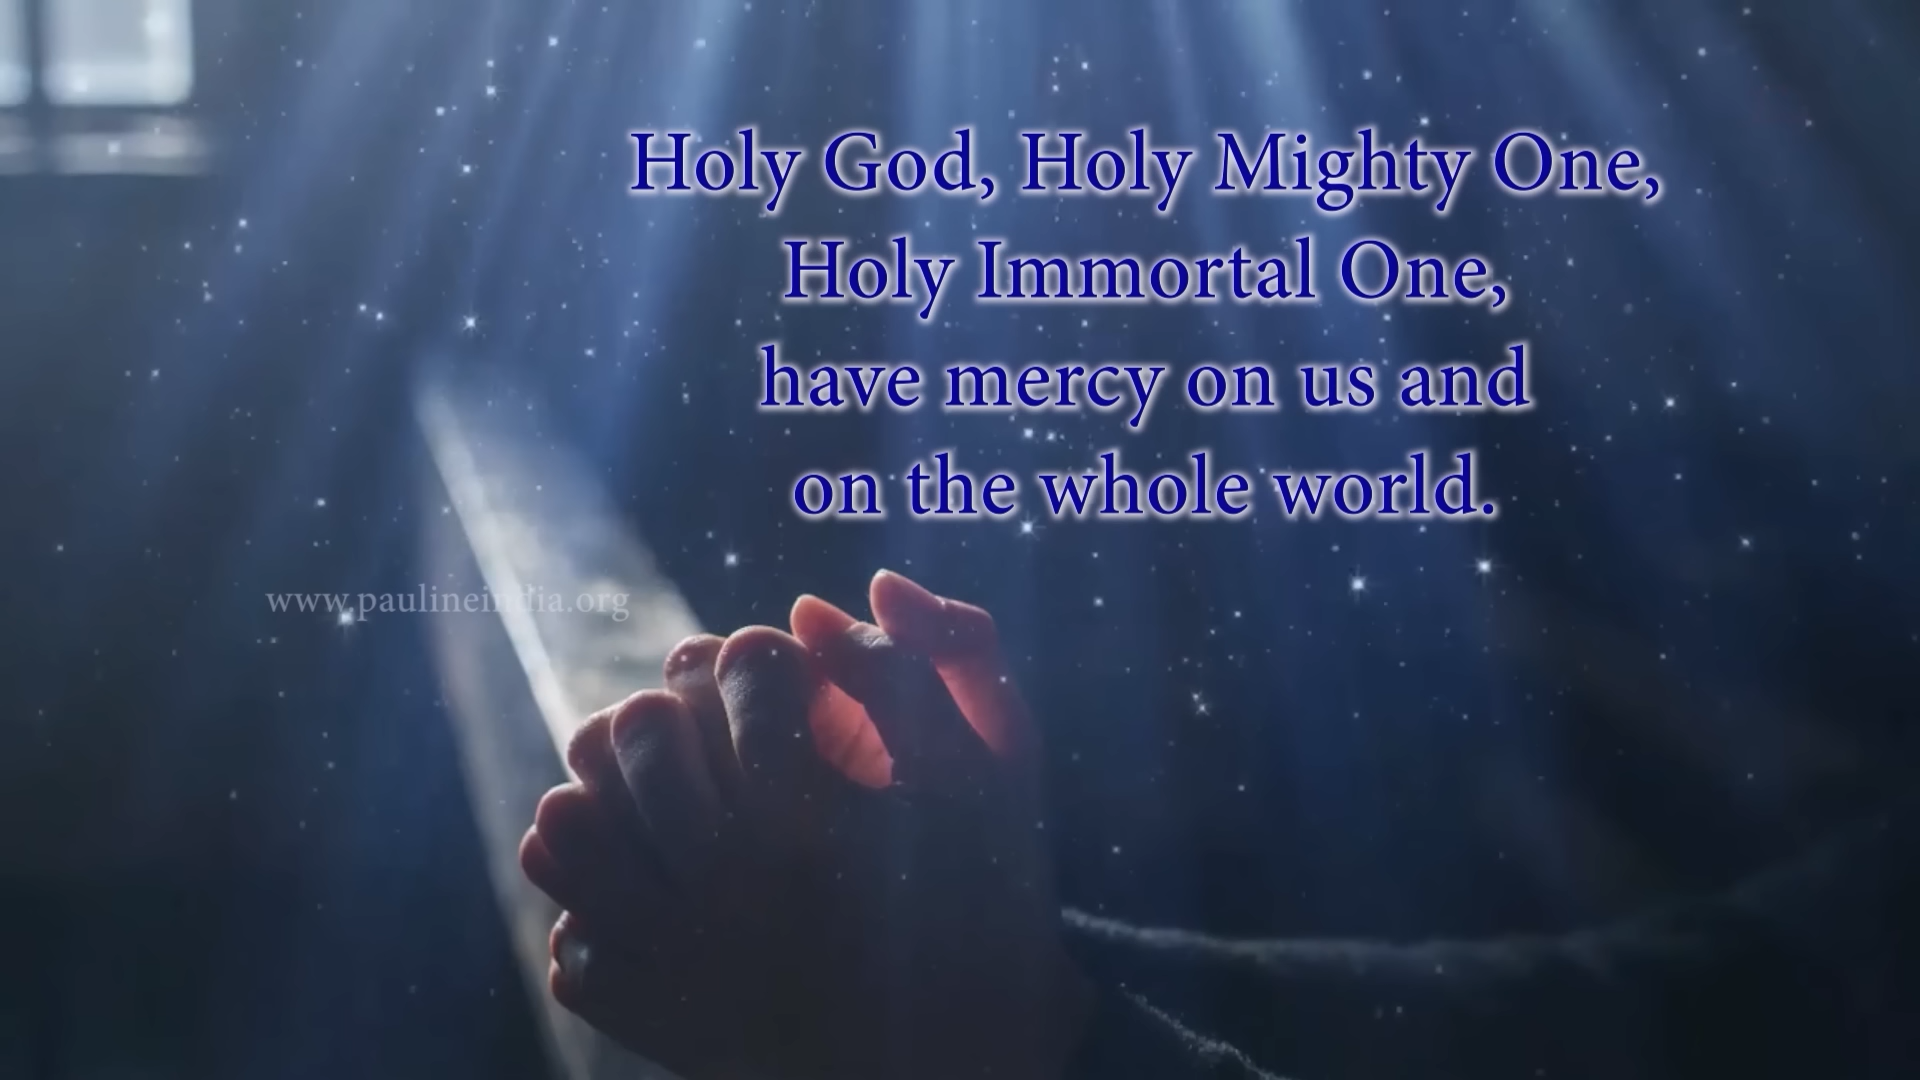 Holy God, Holy Mighty One,
Holy Immortal One,
have mercy on us and
on the whole world.
www.paulineindia.org